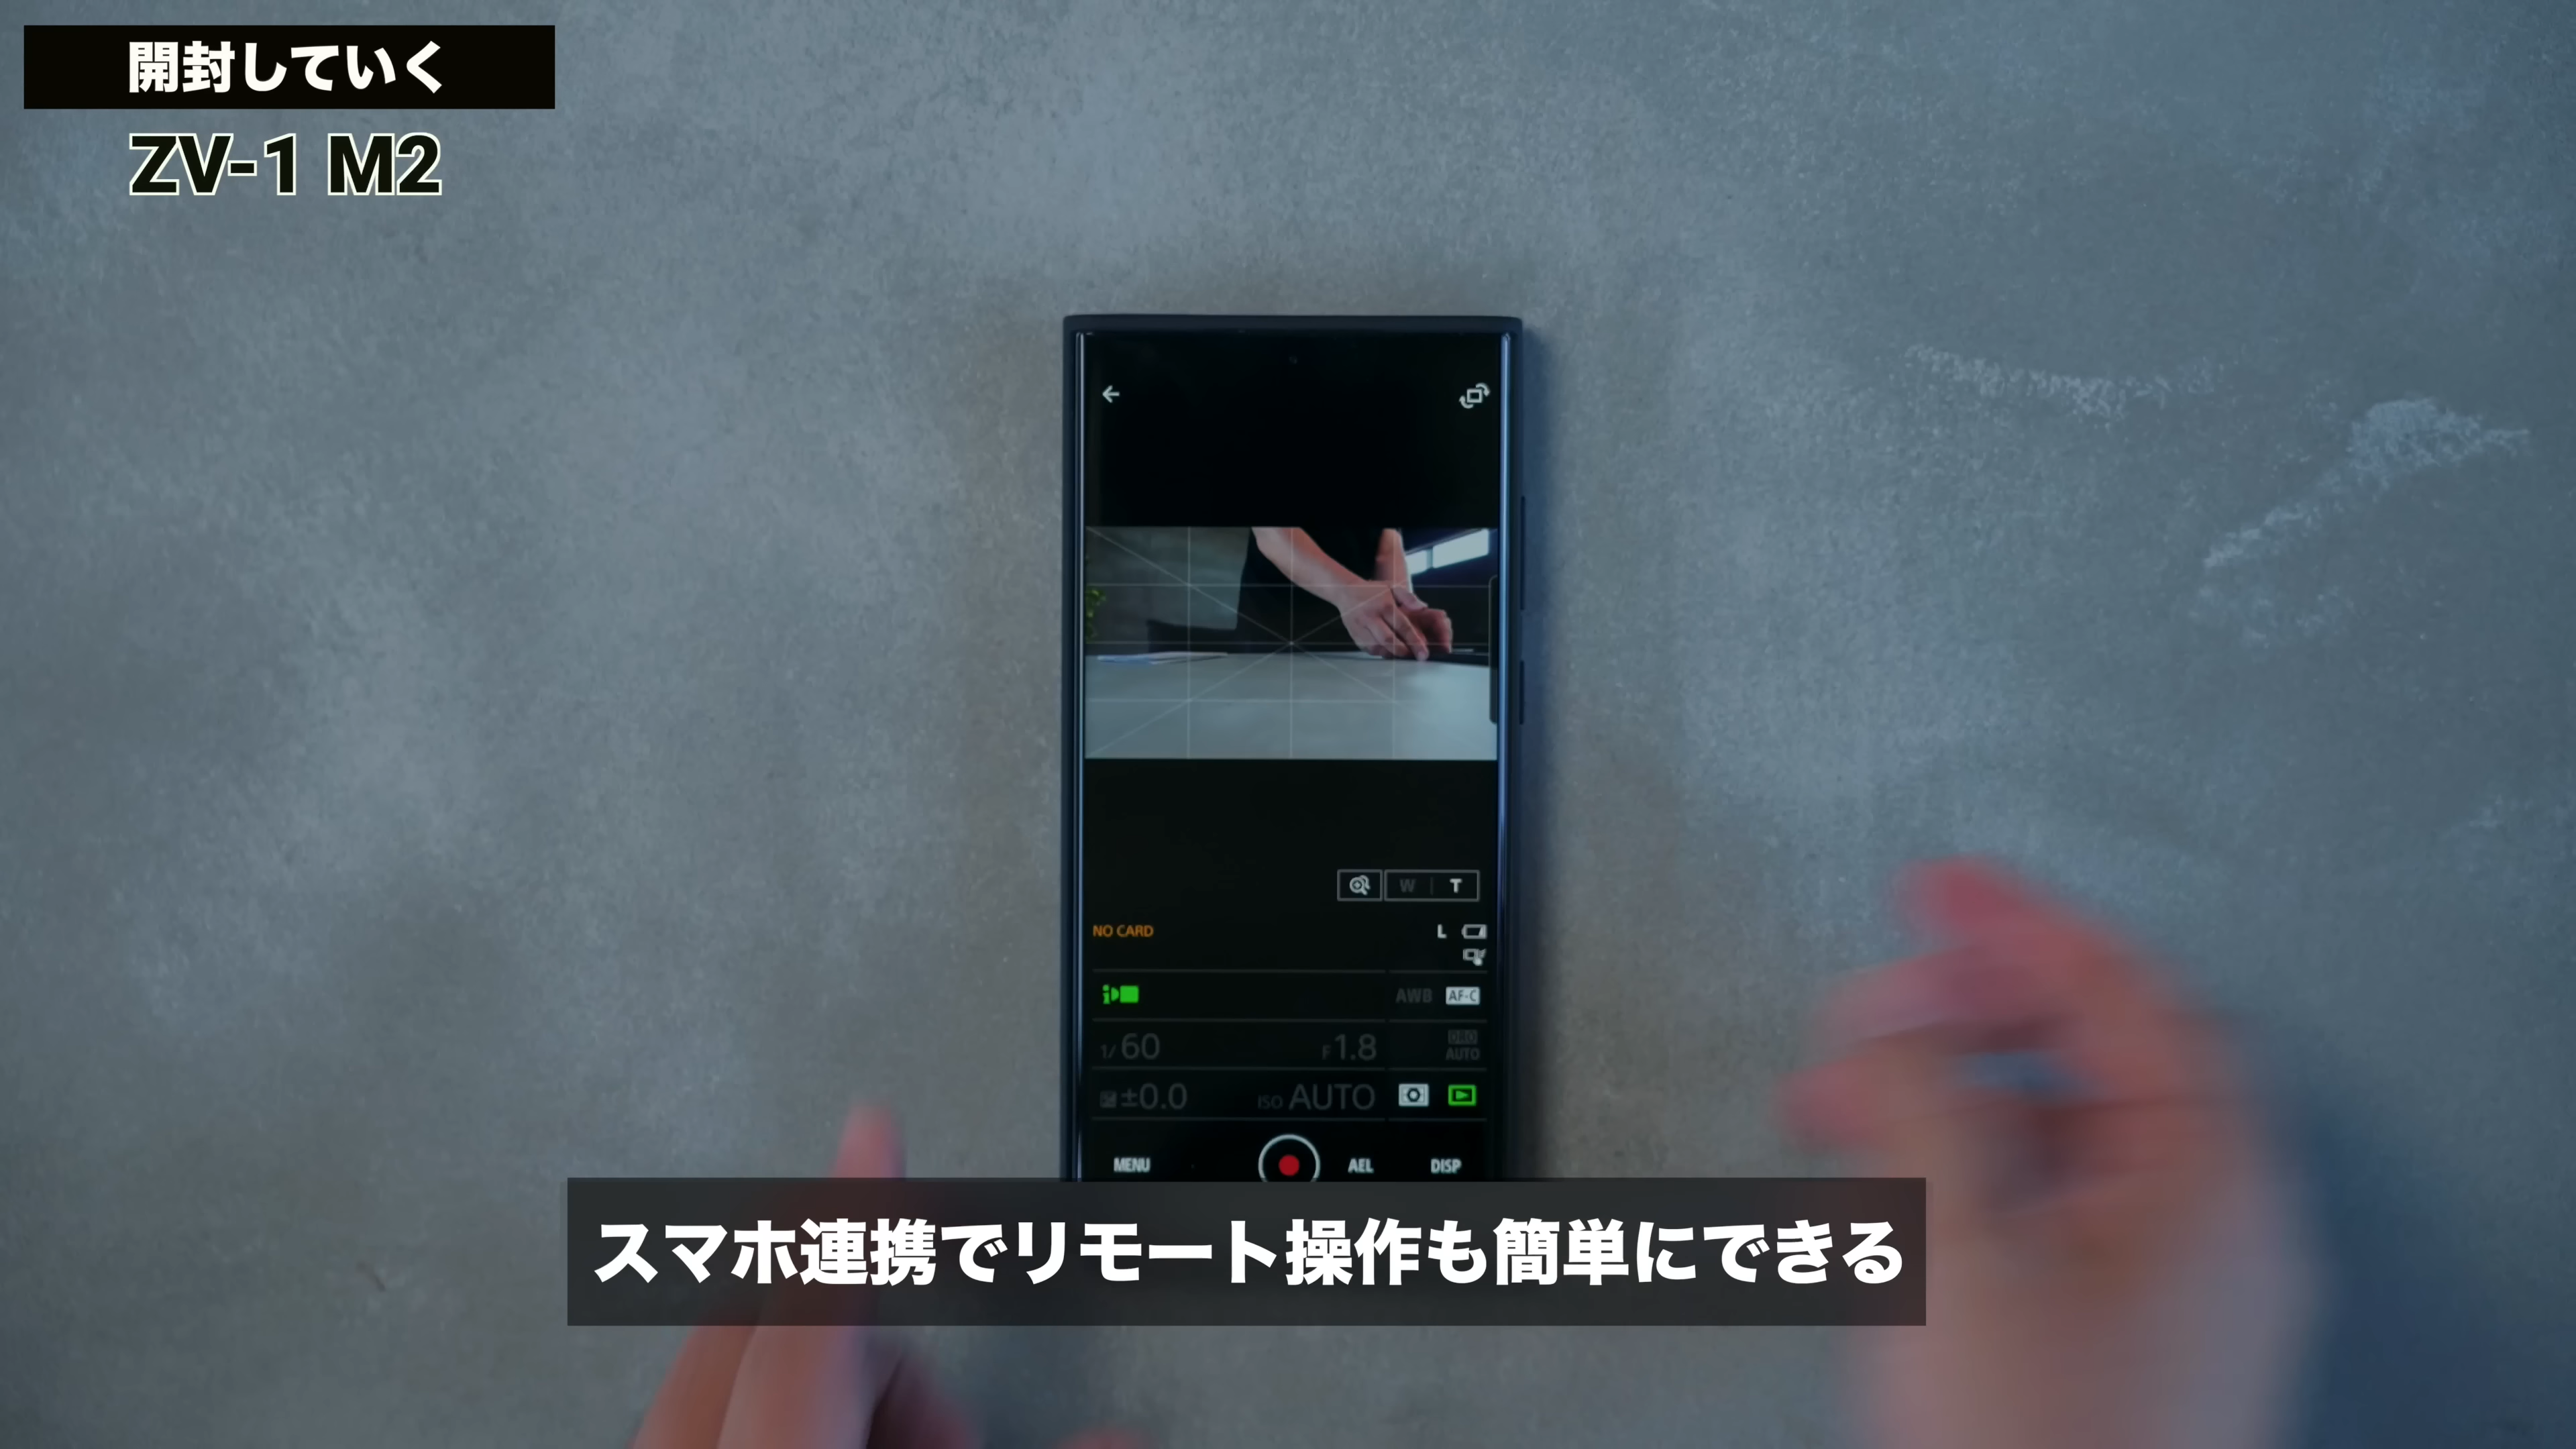 開封していく
ZV-1 M2
W T
NO CARD
L
AWB AF-C
1/60 F1.8 DRO AUTO
±0.0 ISO AUTO
MENU AEL DISP
スマホ連携でリモート操作も簡単にできる